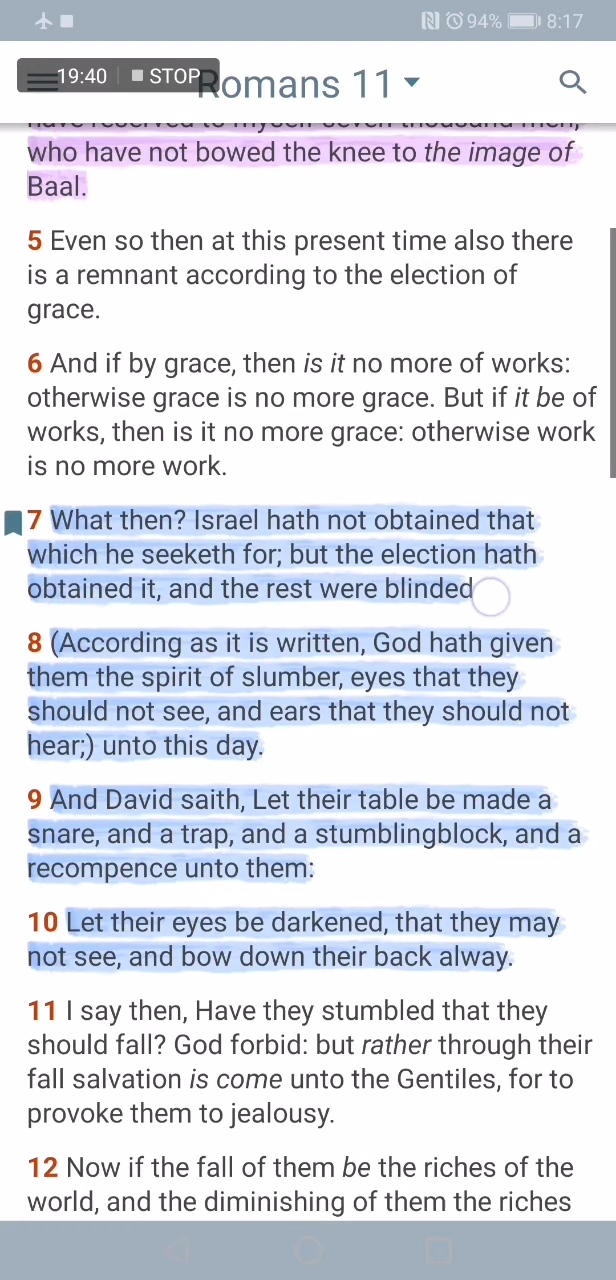 94% 8:17
19:40 STOP
Romans 11
have reserved to myself seven thousand men,
who have not bowed the knee to the image of
Baal.
5 Even so then at this present time also there
is a remnant according to the election of
grace.
6 And if by grace, then is it no more of works:
otherwise grace is no more grace. But if it be of
works, then is it no more grace: otherwise work
is no more work.
7 What then? Israel hath not obtained that
which he seeketh for; but the election hath
obtained it, and the rest were blinded
8 (According as it is written, God hath given
them the spirit of slumber, eyes that they
should not see, and ears that they should not
hear;) unto this day.
9 And David saith, Let their table be made a
snare, and a trap, and a stumblingblock, and a
recompence unto them:
10 Let their eyes be darkened, that they may
not see, and bow down their back alway.
11 I say then, Have they stumbled that they
should fall? God forbid: but rather through their
fall salvation is come unto the Gentiles, for to
provoke them to jealousy.
12 Now if the fall of them be the riches of the
world, and the diminishing of them the riches